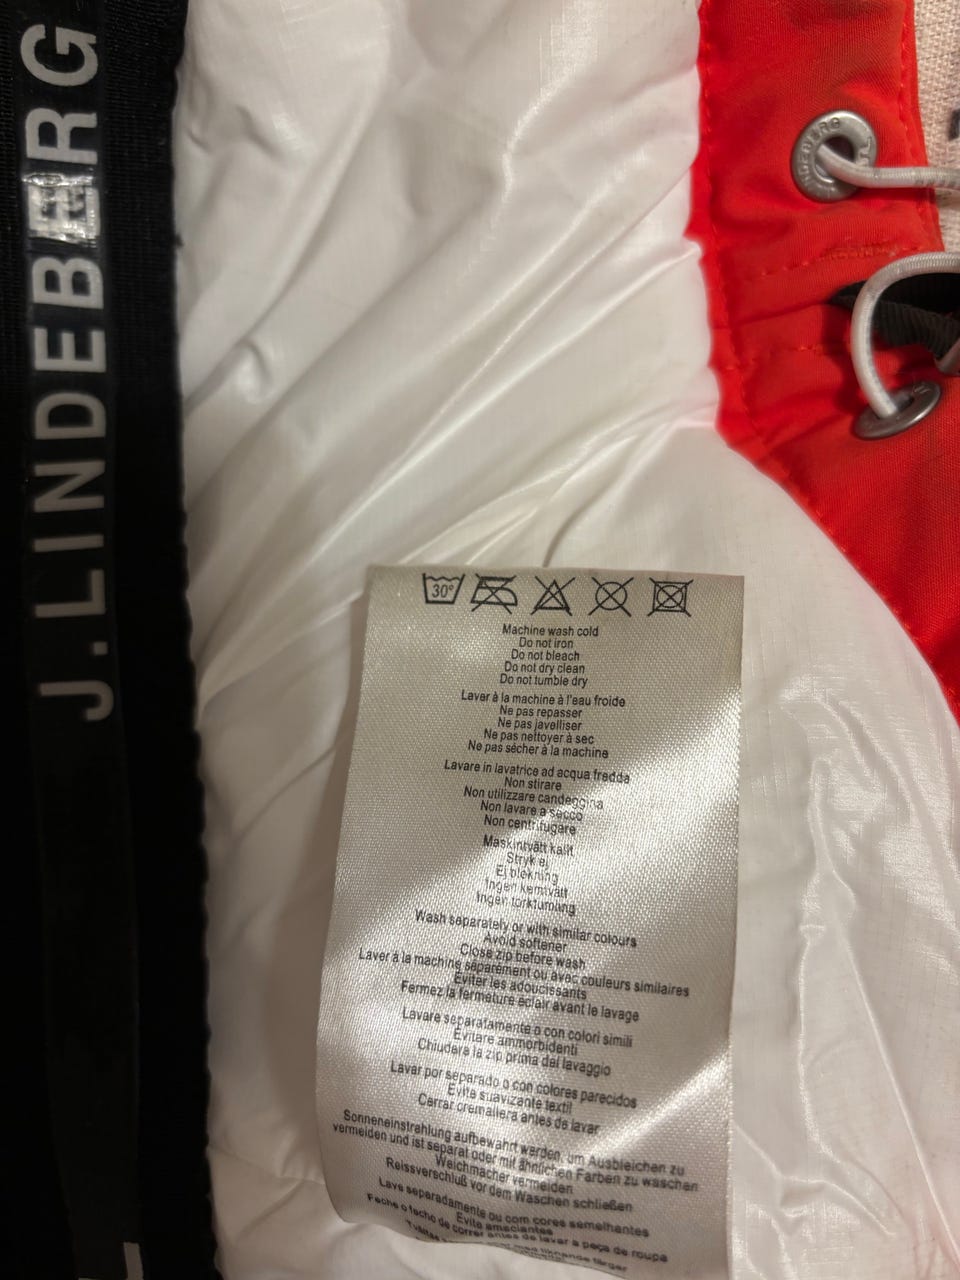 J.LINDEBERG
30°
Machine wash cold
Do not iron
Do not bleach
Do not dry clean
Do not tumble dry
Laver à la machine à l'eau froide
Ne pas repasser
Ne pas javelliser
Ne pas nettoyer à sec
Ne pas sécher à la machine
Lavare in lavatrice ad acqua fredda
Non stirare
Non utilizzare candeggina
Non lavare a secco
Non centrifugare
Maskintvätt kallt
Stryk ej
Ej blekning
Ingen kemtvätt
Ingen torktumling
Wash separately or with similar colours
Avoid softener
Close zip before wash
Laver à la machine séparément ou avec couleurs similaires
Éviter les adoucissants
Fermez la fermeture éclair avant le lavage
Lavare separatamente o con colori simili
Evitare ammorbidenti
Chiudere la zip prima del lavaggio
Lavar por separado o con colores parecidos
Evite suavizante textil
Cerrar cremallera antes de lavar
Sonneneinstrahlung aufbewahrt werden, um Ausbleichen zu
vermeiden und ist separat oder mit ähnlichen Farben zu waschen
Weichmacher vermeiden
Reissverschluß vor dem Waschen schließen
Lave separadamente ou com cores semelhantes
Evite amaciantes
Feche o fecho de correr antes de lavar a peça de roupa
Tvättas med liknande färger